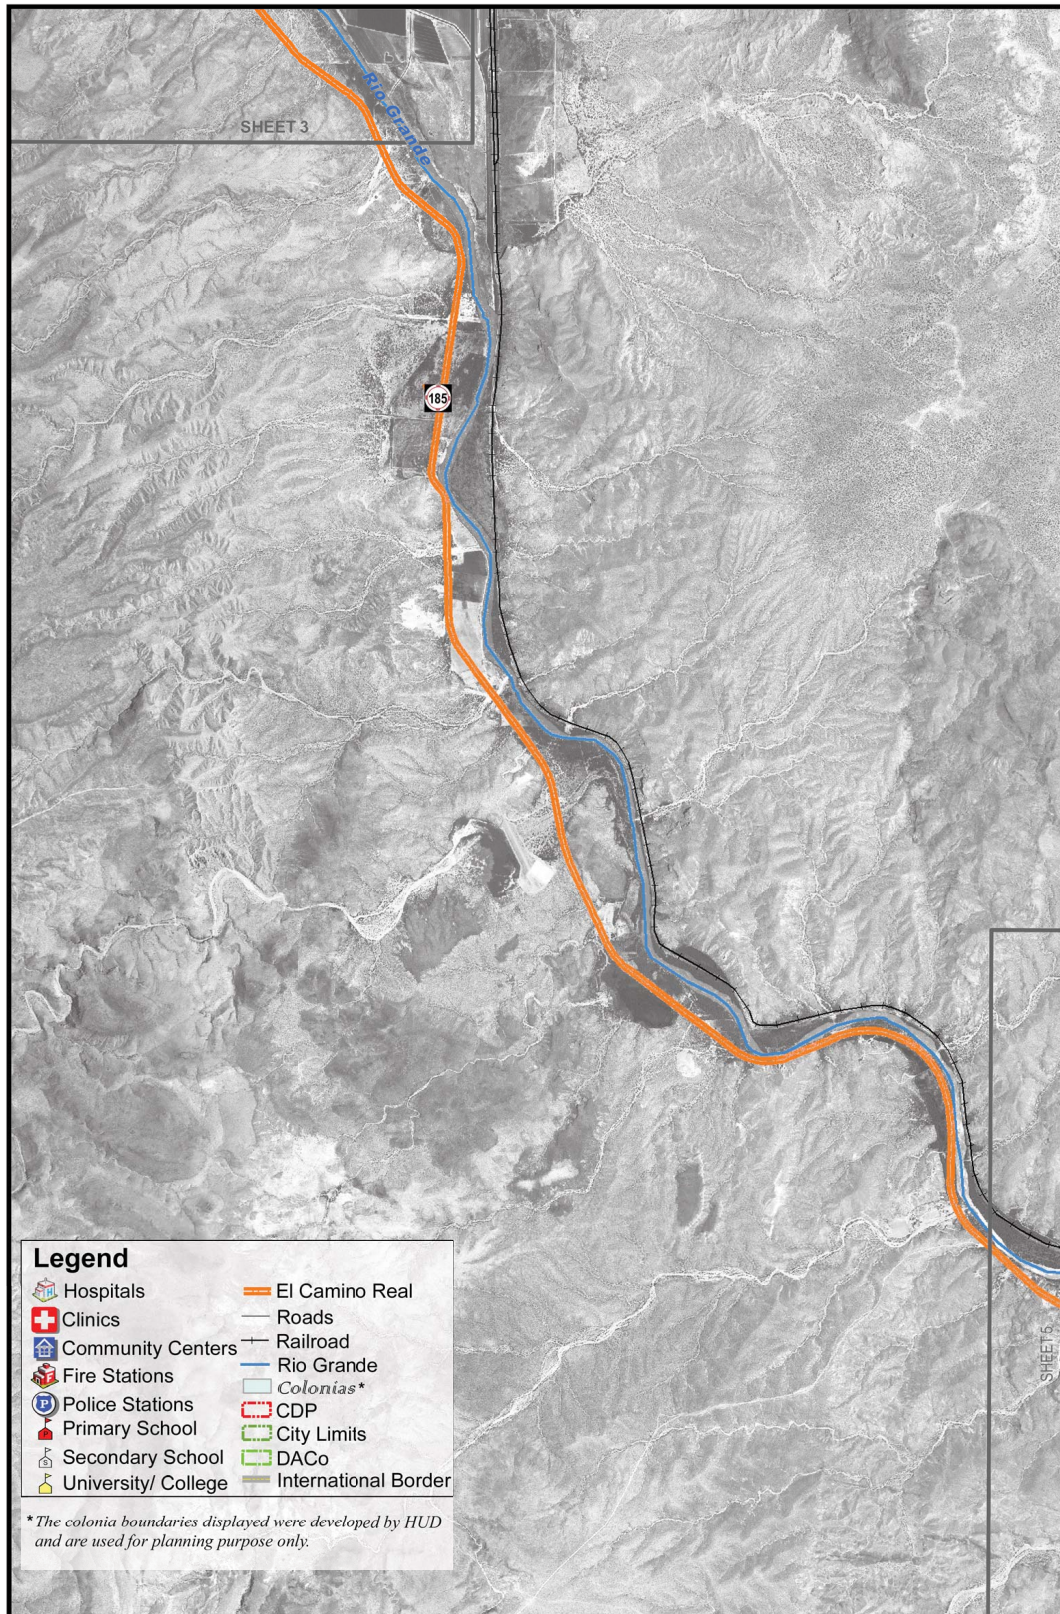 Rio Grande
SHEET 3
185
SHEET 5
Legend
Hospitals
Clinics
Community Centers
Fire Stations
Police Stations
Primary School
Secondary School
University/ College
El Camino Real
Roads
Railroad
Rio Grande
Colonias*
CDP
City Limits
DACo
International Border
*The colonia boundaries displayed were developed by HUD
and are used for planning purpose only.